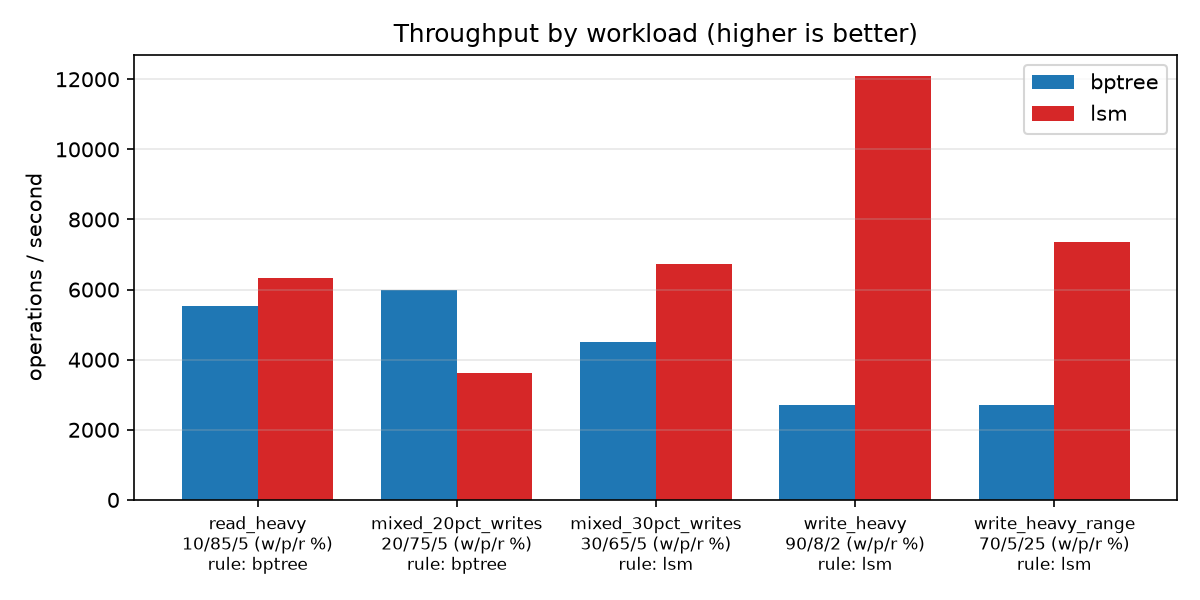 Throughput by workload (higher is better)
bptree
lsm
operations / second
12000
10000
8000
6000
4000
2000
0
read_heavy
10/85/5 (w/p/r %)
rule: bptree
mixed_20pct_writes
20/75/5 (w/p/r %)
rule: bptree
mixed_30pct_writes
30/65/5 (w/p/r %)
rule: lsm
write_heavy
90/8/2 (w/p/r %)
rule: lsm
write_heavy_range
70/5/25 (w/p/r %)
rule: lsm